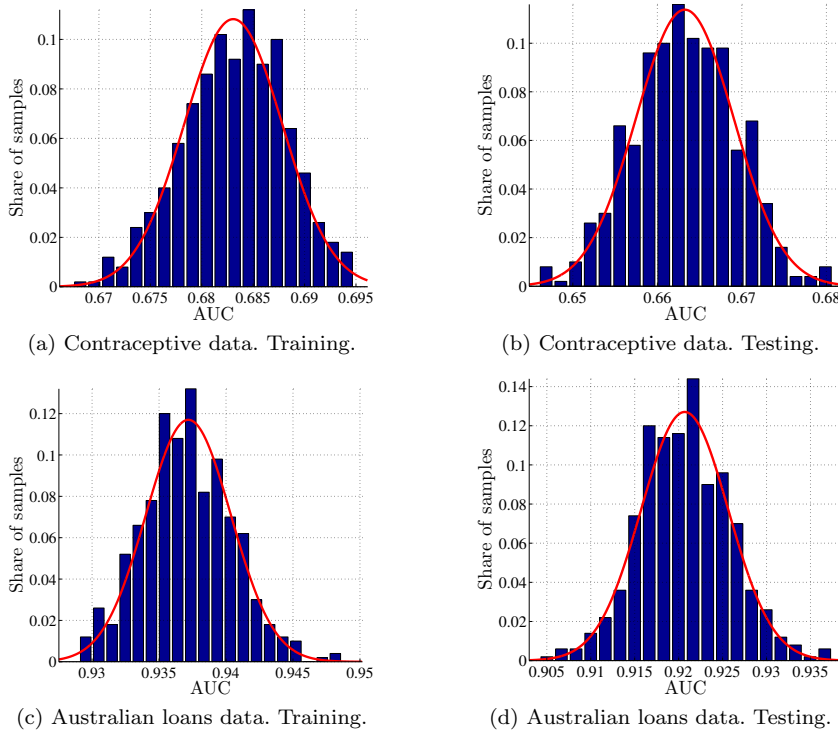 0.1
0.08
0.06
0.04
0.02
0
Share of samples
0.67 0.675 0.68 0.685 0.69 0.695
AUC
(a) Contraceptive data. Training.
0.1
0.08
0.06
0.04
0.02
0
Share of samples
0.65 0.66 0.67 0.68
AUC
(b) Contraceptive data. Testing.
0.12
0.1
0.08
0.06
0.04
0.02
0
Share of samples
0.93 0.935 0.94 0.945 0.95
AUC
(c) Australian loans data. Training.
0.14
0.12
0.1
0.08
0.06
0.04
0.02
0
Share of samples
0.905 0.91 0.915 0.92 0.925 0.93 0.935
AUC
(d) Australian loans data. Testing.